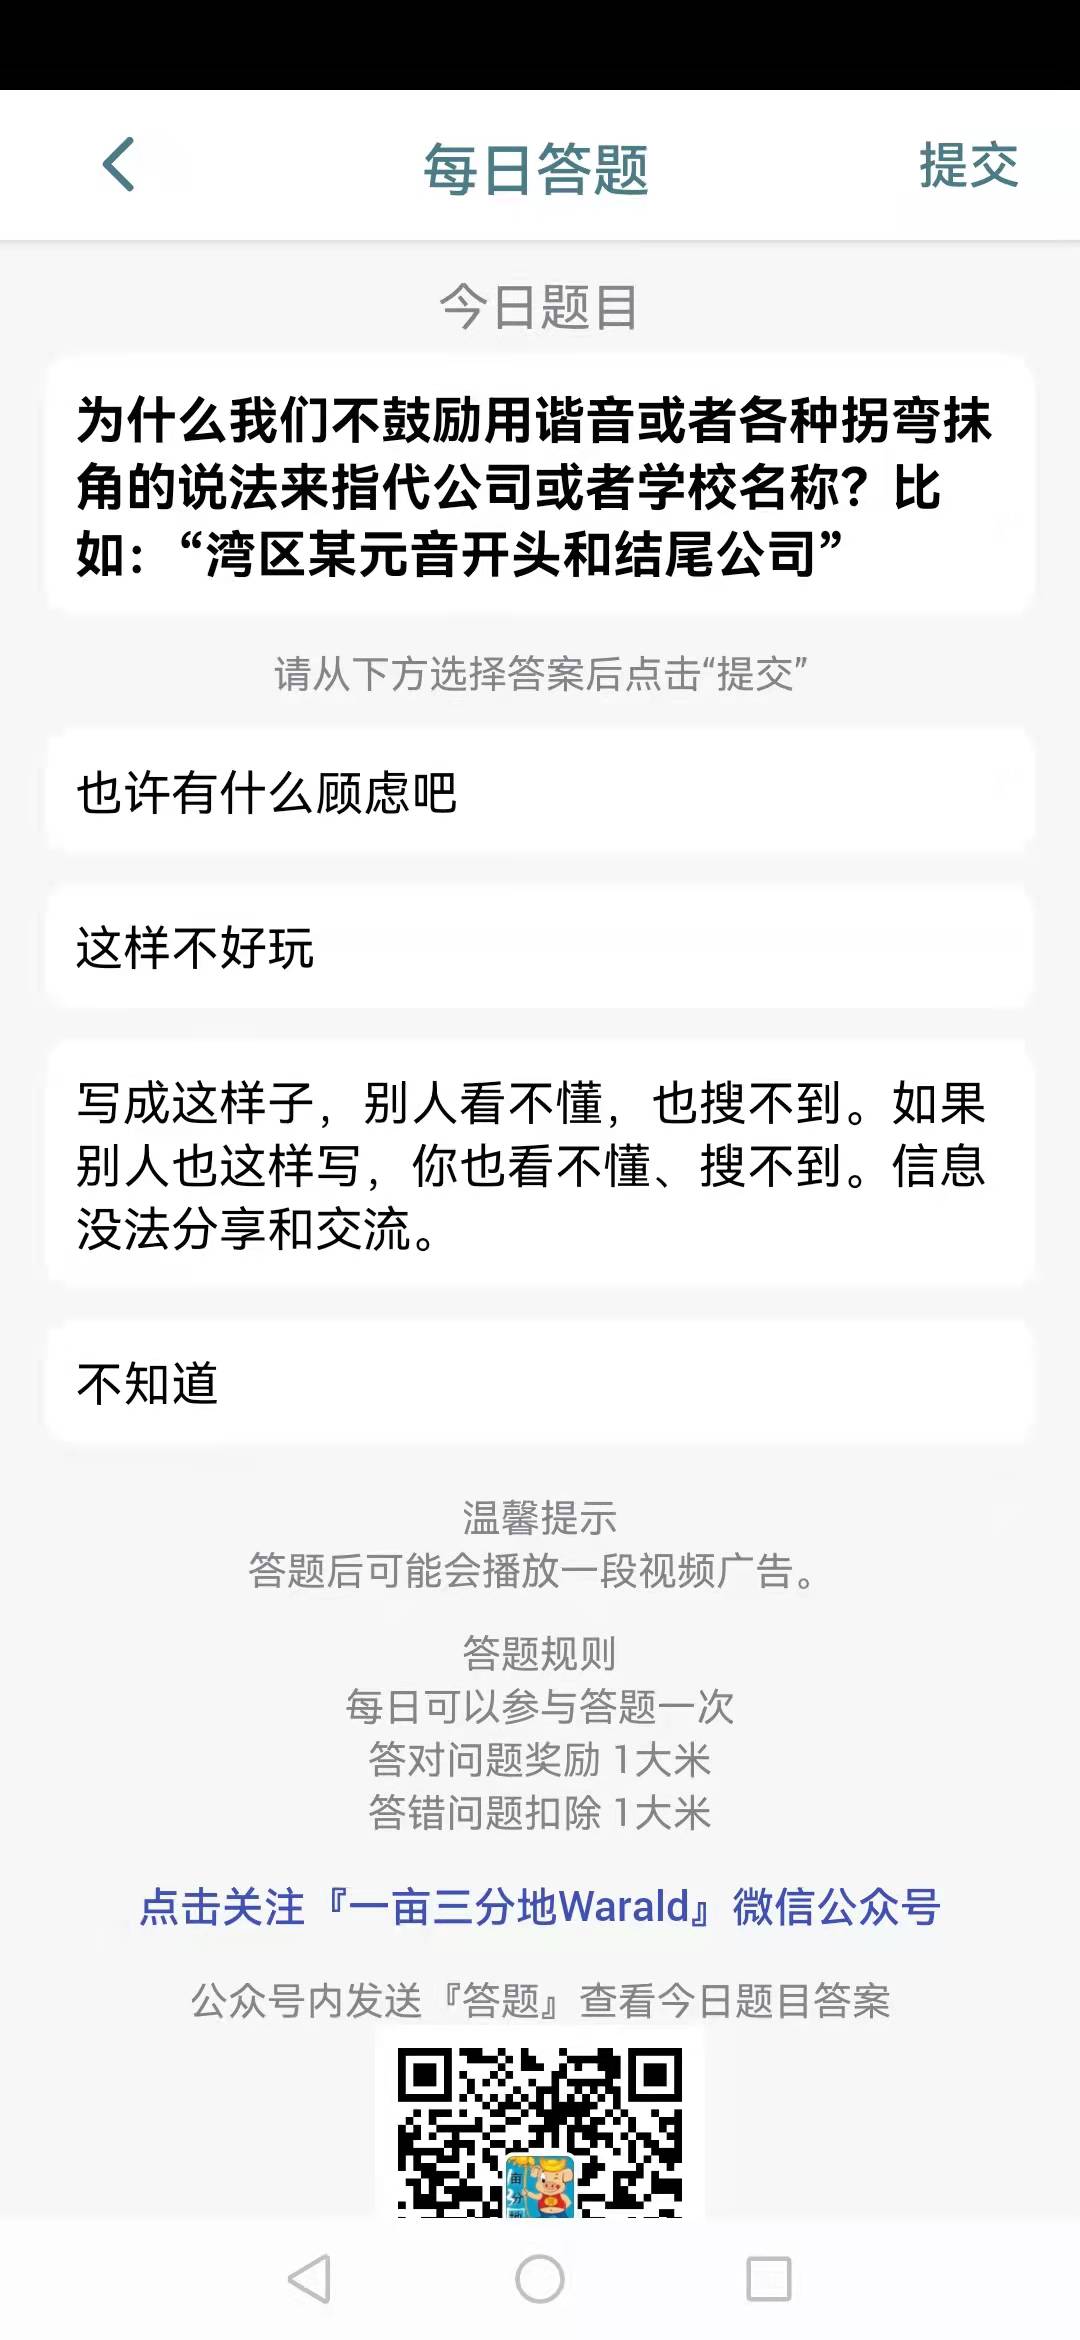 每日答题
提交
今日题目
为什么我们不鼓励用谐音或者各种拐弯抹
角的说法来指代公司或者学校名称？比
如：“湾区某元音开头和结尾公司”
请从下方选择答案后点击“提交”
也许有什么顾虑吧
这样不好玩
写成这样子，别人看不懂，也搜不到。如果
别人也这样写，你也看不懂、搜不到。信息
没法分享和交流。
不知道
温馨提示
答题后可能会播放一段视频广告。
答题规则
每日可以参与答题一次
答对问题奖励 1大米
答错问题扣除 1大米
点击关注『一亩三分地Warald』微信公众号
公众号内发送『答题』查看今日题目答案